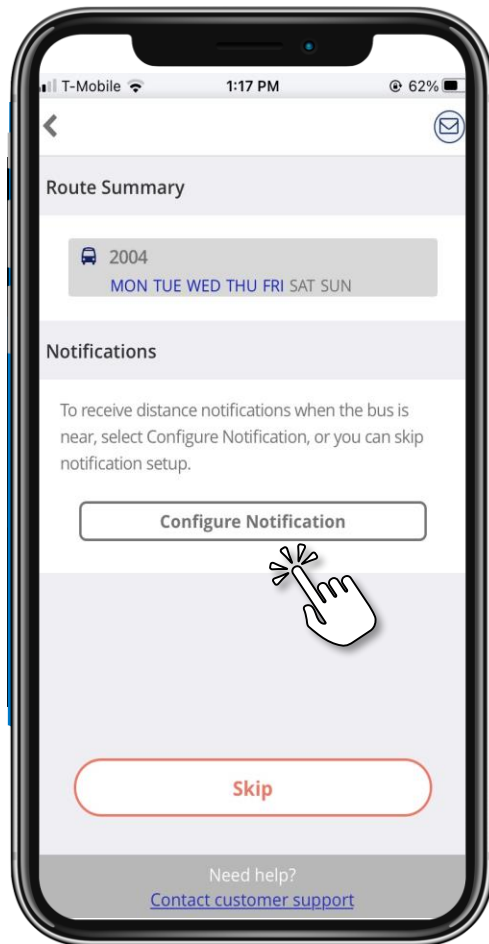 T-Mobile 1:17 PM 62%
Route Summary
2004
MON TUE WED THU FRI SAT SUN
Notifications
To receive distance notifications when the bus is
near, select Configure Notification, or you can skip
notification setup.
Configure Notification
Skip
Need help?
Contact customer support